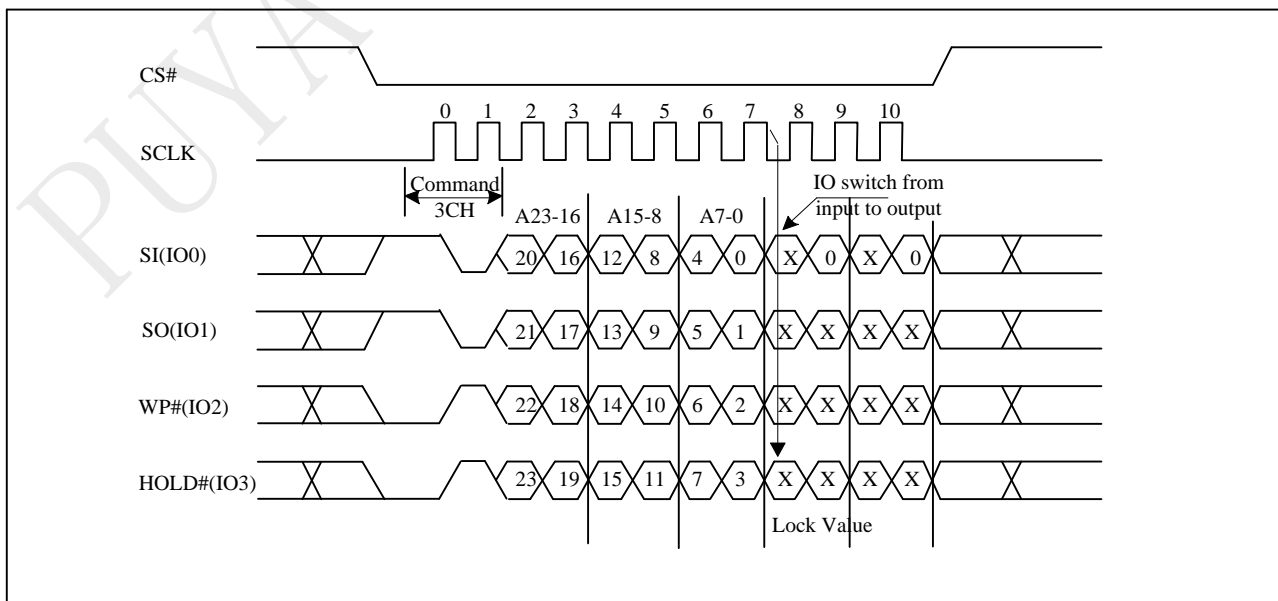 PUYA
CS#
0 1 2 3 4 5 6 7 8 9 10
SCLK
Command
3CH
IO switch from
input to output
A23-16 A15-8 A7-0
SI(IO0) 20 16 12 8 4 0 X 0 X 0
SO(IO1) 21 17 13 9 5 1 X X X X
WP#(IO2) 22 18 14 10 6 2 X X X X
HOLD#(IO3) 23 19 15 11 7 3 X X X X
Lock Value